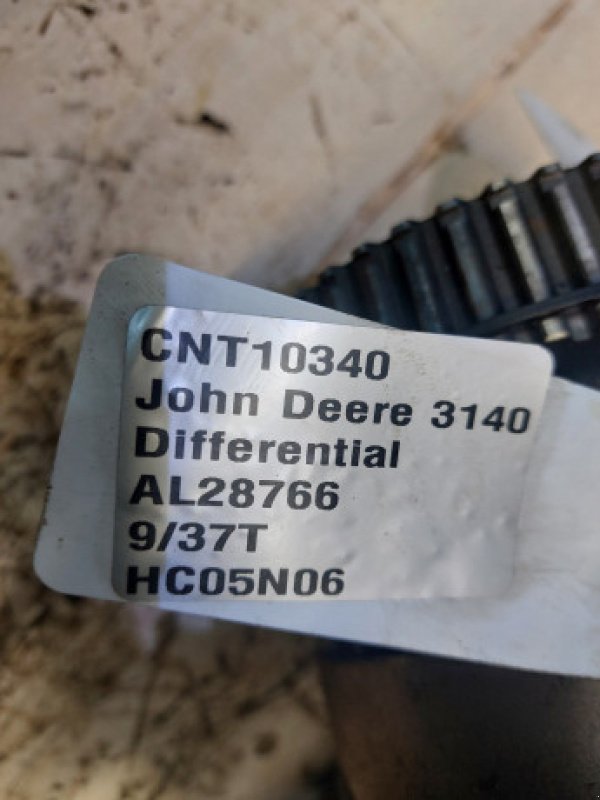 CNT10340
John Deere 3140
Differential
AL28766
9/37T
HC05N06